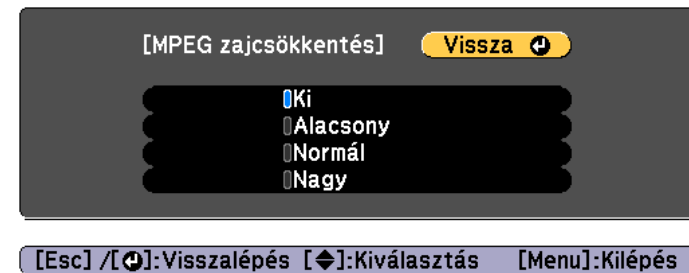 [MPEG zajcsökkentés] Vissza
Ki
Alacsony
Normál
Nagy
[Esc] /[]:Visszalépés []:Kiválasztás [Menu]:Kilépés